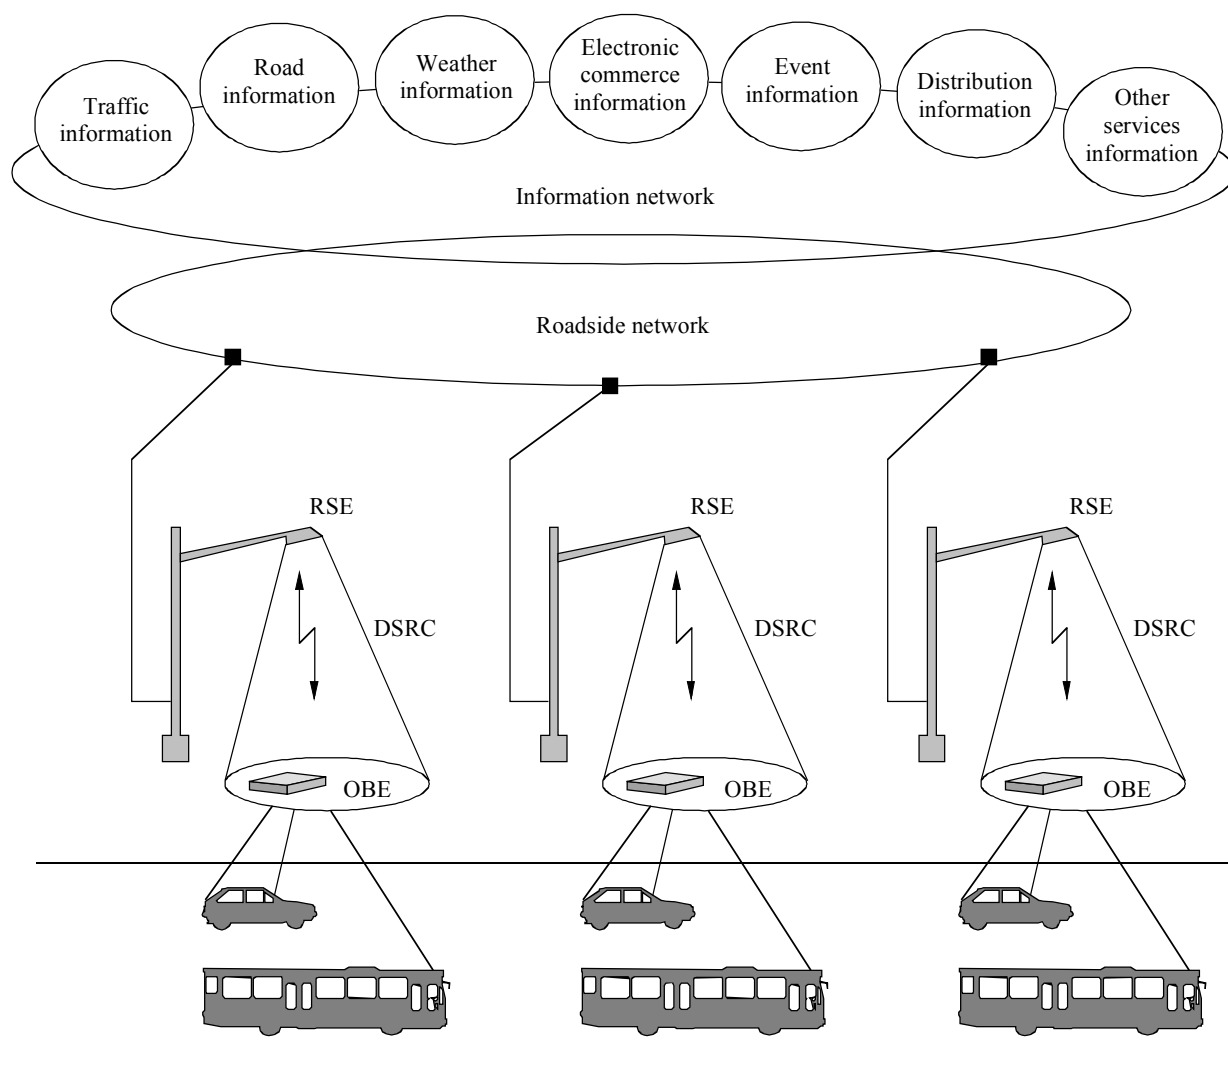 Traffic
information
Road
information
Weather
information
Electronic
commerce
information
Event
information
Distribution
information
Other
services
information
Information network
Roadside network
RSE
RSE
RSE
DSRC
DSRC
DSRC
OBE
OBE
OBE